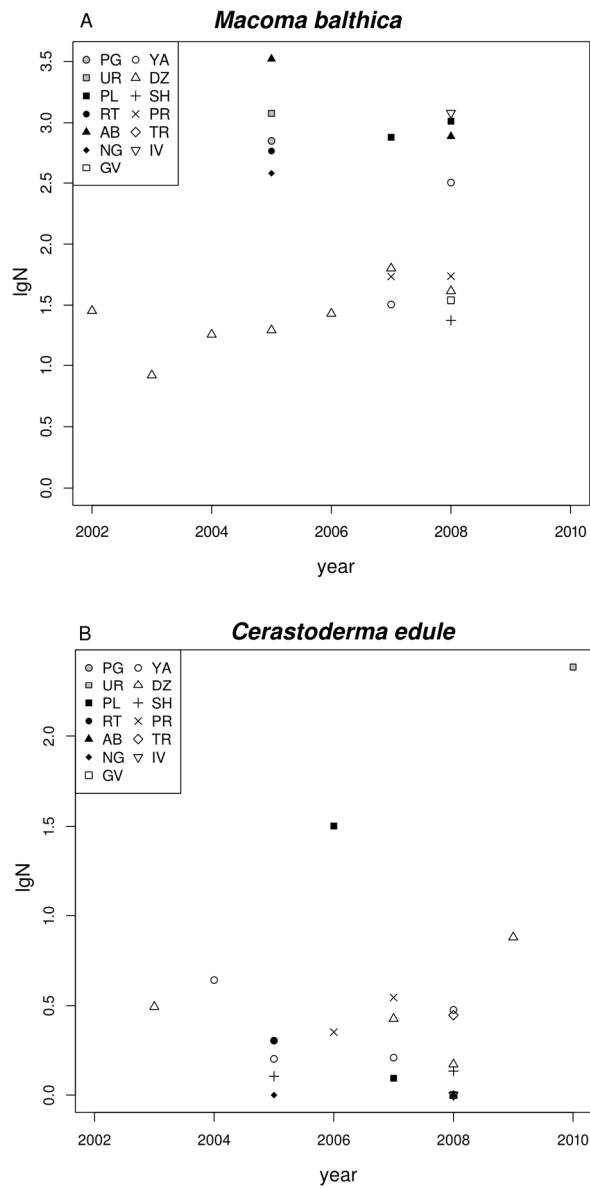 A Macoma balthica
PG YA
UR DZ
PL SH
RT PR
AB TR
NG IV
GV
lgN
3.5
3.0
2.5
2.0
1.5
1.0
0.5
0.0
2002 2004 2006 2008 2010
year
B Cerastoderma edule
PG YA
UR DZ
PL SH
RT PR
AB TR
NG IV
GV
lgN
2.0
1.5
1.0
0.5
0.0
2002 2004 2006 2008 2010
year